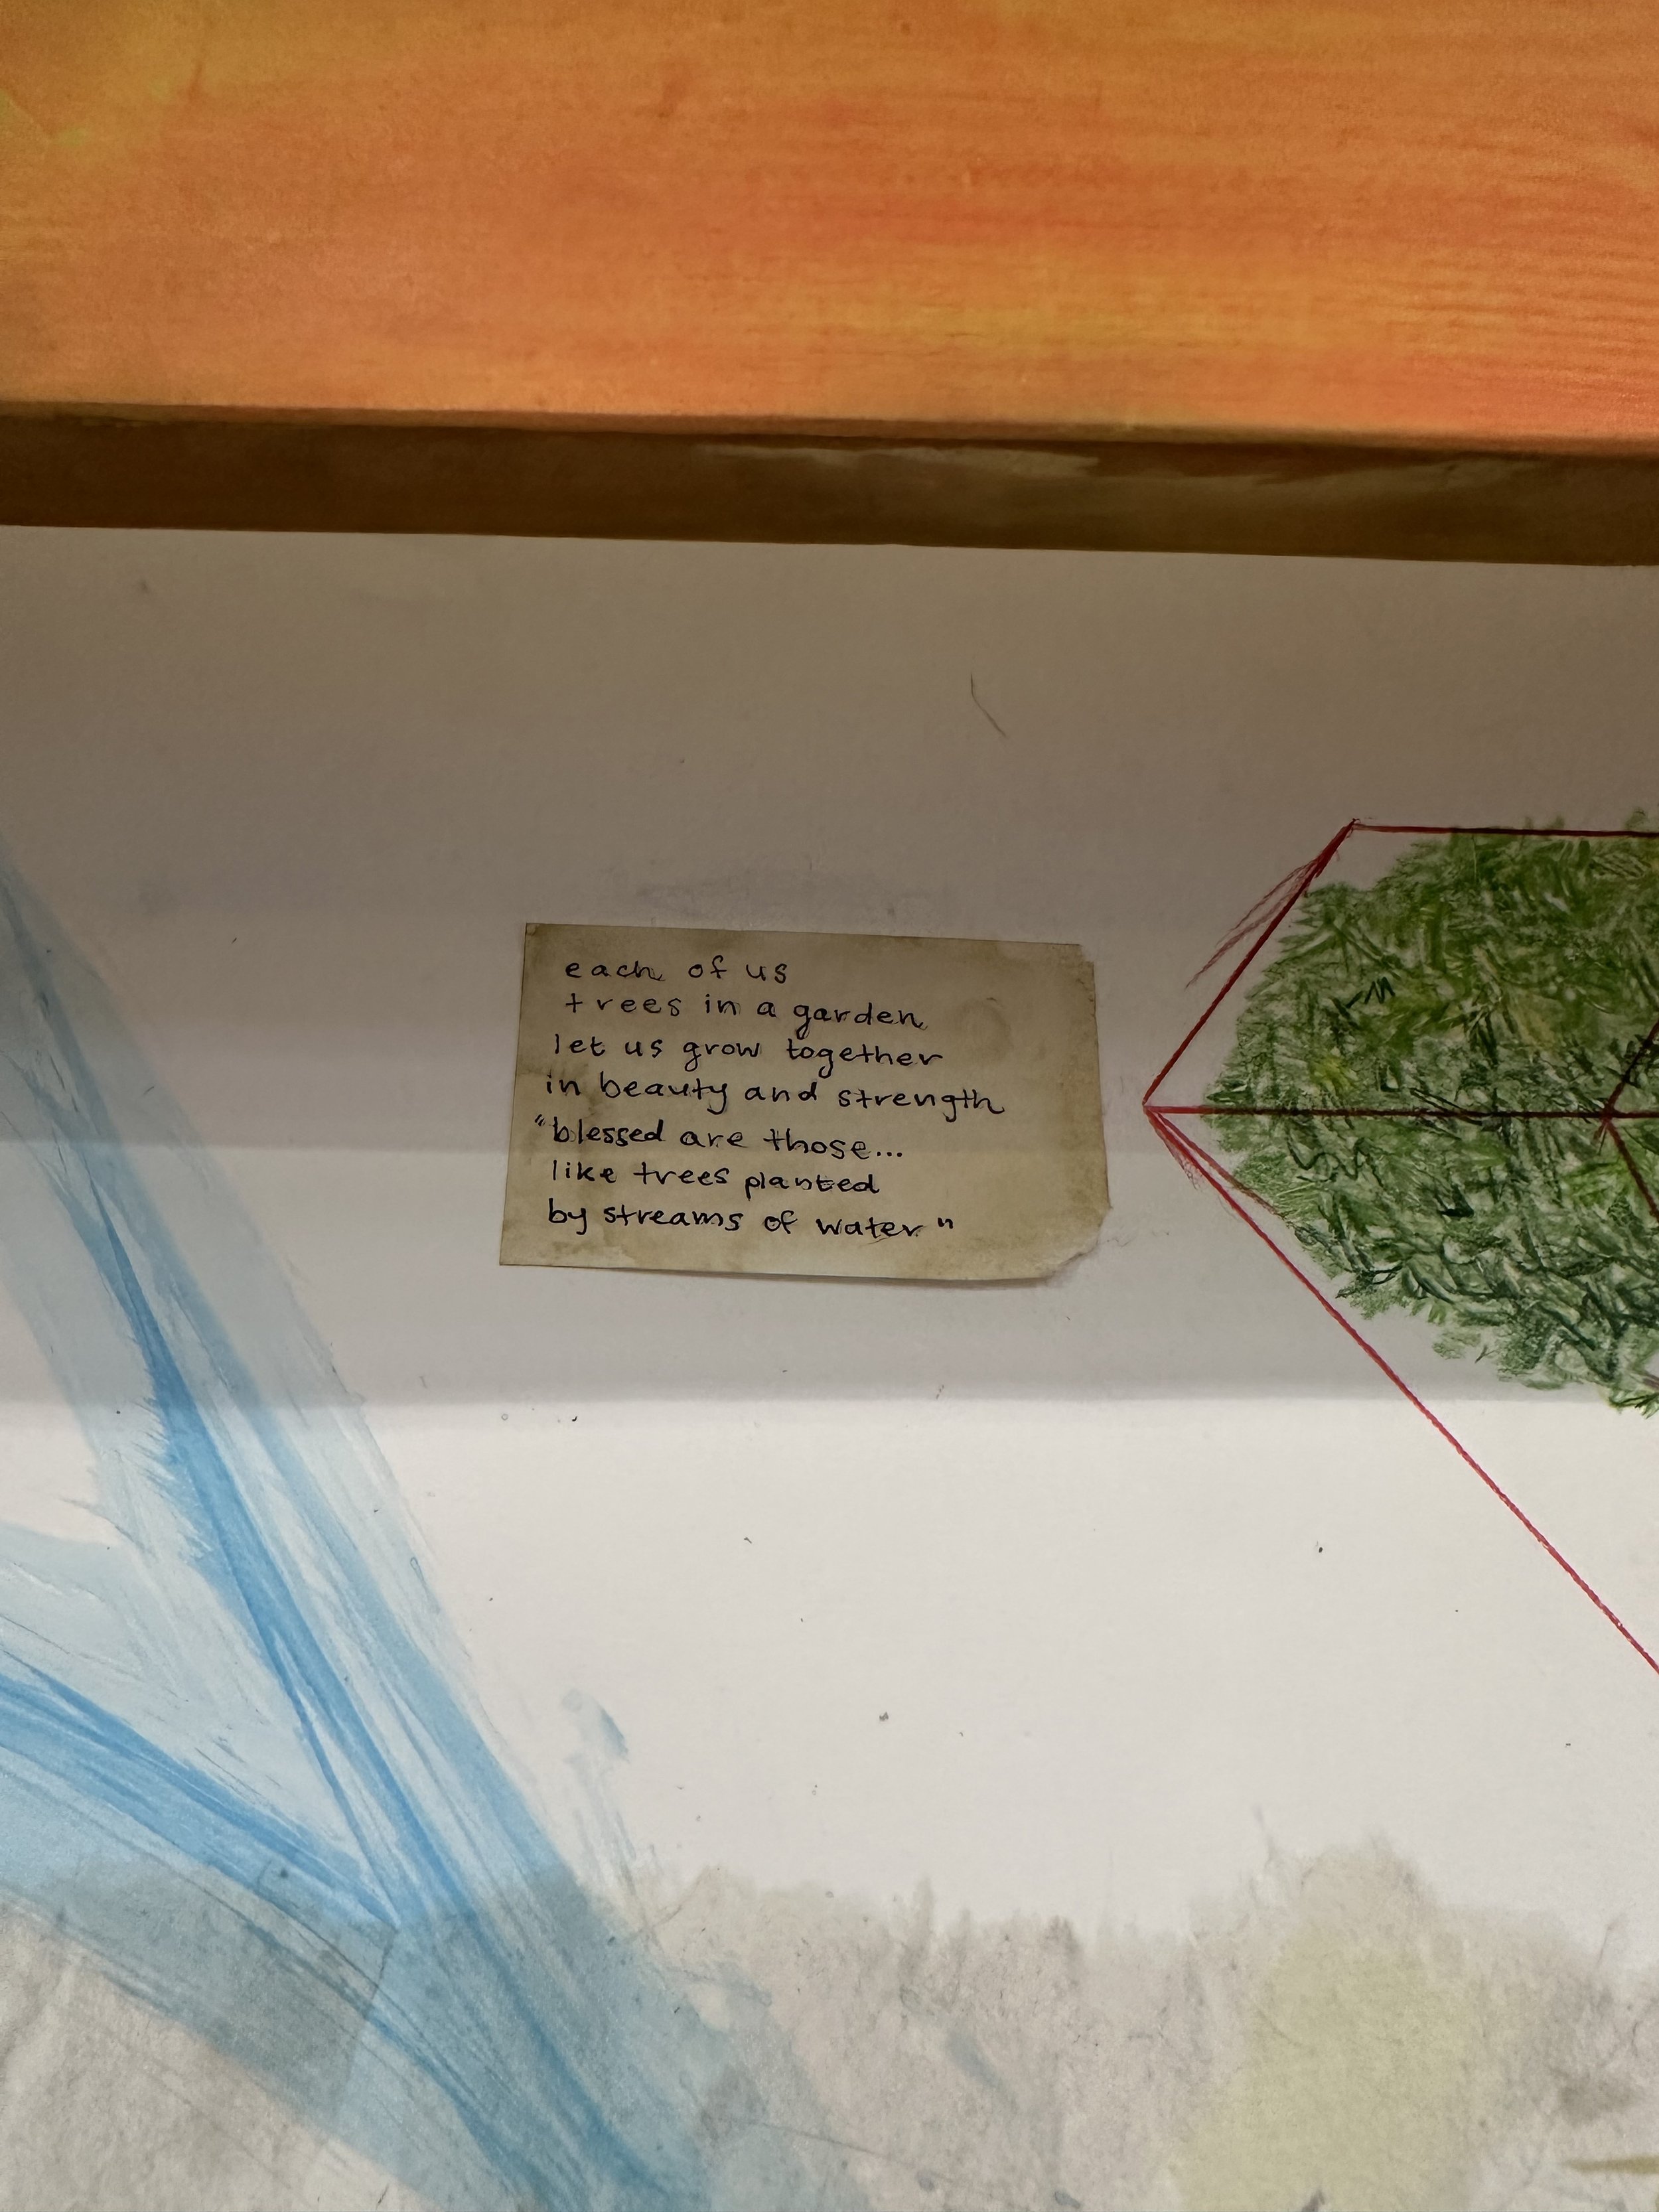 each of us
trees in a garden
let us grow together
in beauty and strength
"blessed are those...
like trees planted
by streams of water"